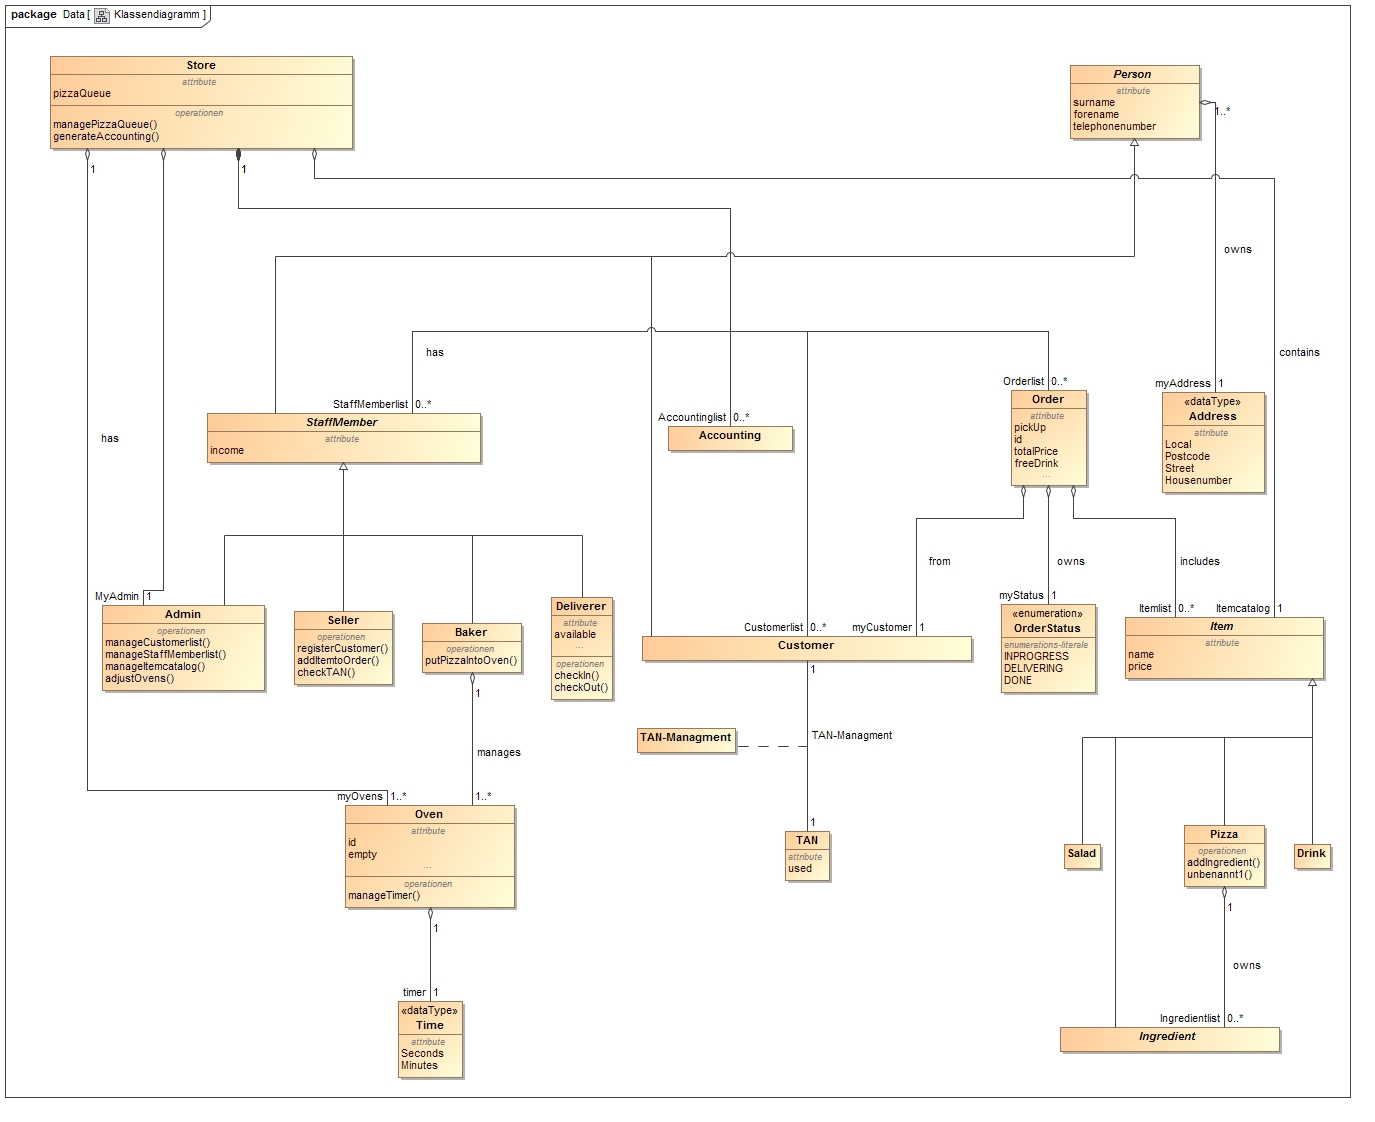 package Data [ Klassendiagramm ]
Store
attribute
pizzaQueue
operationen
managePizzaQueue()
generateAccounting()
Person
attribute
surname
forename
telephonenumber
1..*
1
1
owns
has
contains
myAddress 1
Orderlist 0..*
StaffMemberlist 0..*
Accountinglist 0..*
StaffMember
attribute
income
Accounting
Order
attribute
pickUp
id
totalPrice
freeDrink
...
«dataType»
Address
attribute
Local
Postcode
Street
Housenumber
has
from
owns
includes
MyAdmin 1
myStatus 1
Itemlist 0..*
Itemcatalog 1
Customerlist 0..*
myCustomer 1
Admin
operationen
manageCustomerlist()
manageStaffMemberlist()
manageItemcatalog()
adjustOvens()
Seller
operationen
registerCustomer()
addItemtoOrder()
checkTAN()
Baker
operationen
putPizzaIntoOven()
Deliverer
attribute
available
...
operationen
checkIn()
checkOut()
Customer
«enumeration»
OrderStatus
enumerations-literale
INPROGRESS
DELIVERING
DONE
Item
attribute
name
price
1
1
manages
TAN-Managment
TAN-Managment
myOvens 1..*
1..*
Oven
attribute
id
empty
...
operationen
manageTimer()
1
TAN
attribute
used
Salad
Pizza
operationen
addIngredient()
unbenannt1()
Drink
1
1
owns
timer 1
«dataType»
Time
attribute
Seconds
Minutes
Ingredientlist 0..*
Ingredient